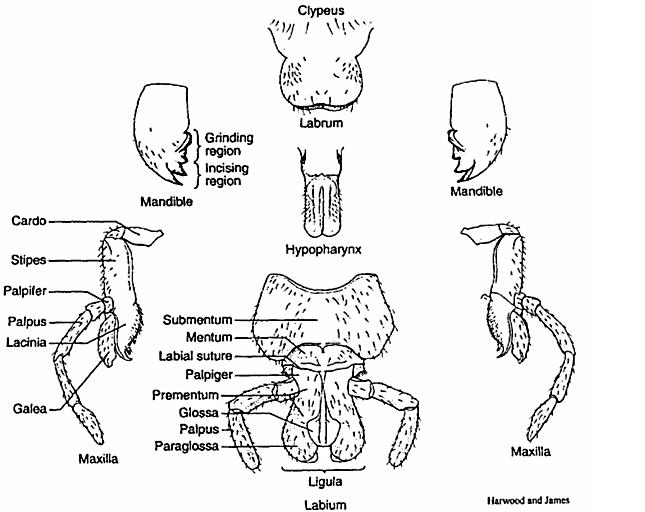 Clypeus
Labrum
Grinding
region
Incising
region
Mandible
Mandible
Hypopharynx
Cardo
Stipes
Palpifer
Palpus
Lacinia
Galea
Maxilla
Submentum
Mentum
Labial suture
Palpiger
Prementum
Glossa
Palpus
Paraglossa
Ligula
Labium
Maxilla
Harwood and James